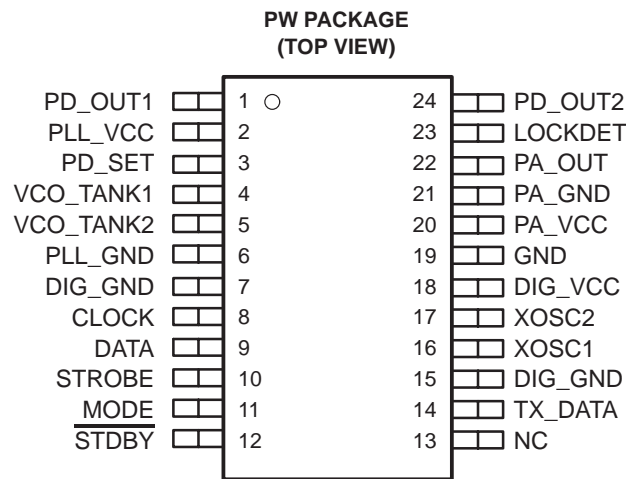 PW PACKAGE
(TOP VIEW)
PD_OUT1 1 24 PD_OUT2
PLL_VCC 2 23 LOCKDET
PD_SET 3 22 PA_OUT
VCO_TANK1 4 21 PA_GND
VCO_TANK2 5 20 PA_VCC
PLL_GND 6 19 GND
DIG_GND 7 18 DIG_VCC
CLOCK 8 17 XOSC2
DATA 9 16 XOSC1
STROBE 10 15 DIG_GND
MODE 11 14 TX_DATA
STDBY 12 13 NC